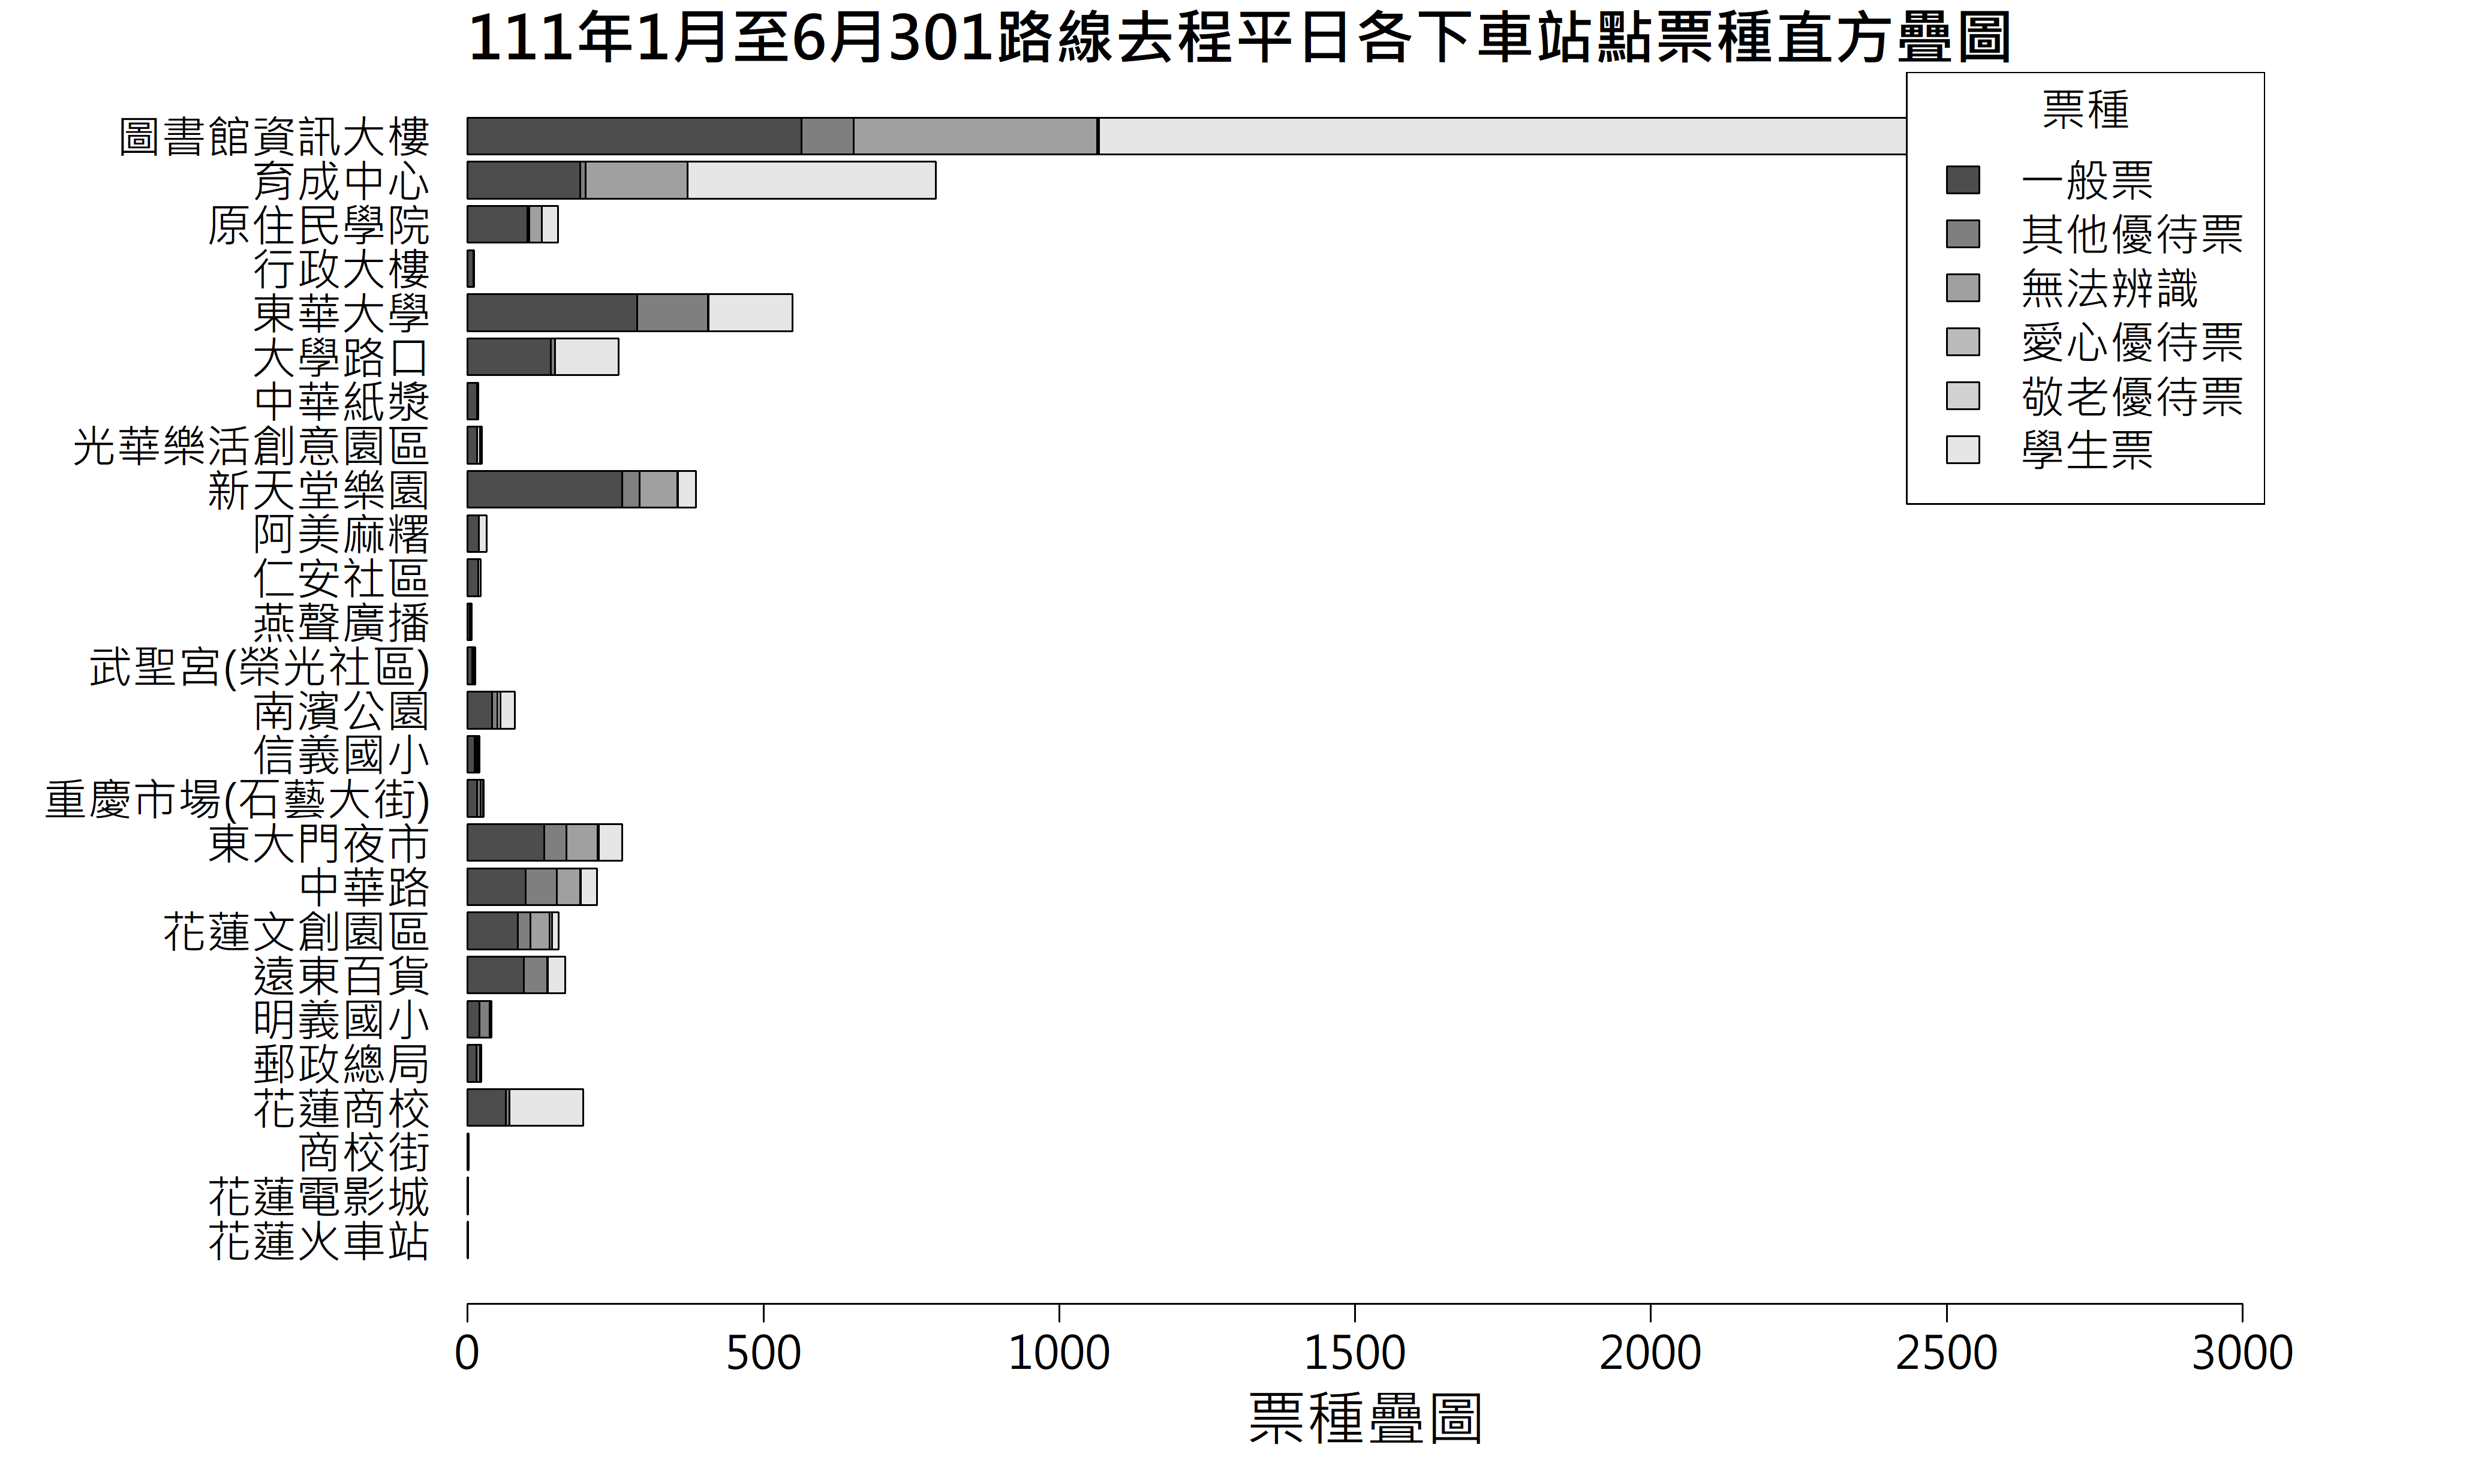 111年1月至6月301路線去程平日各下車站點票種直方疊圖
票種
一般票
其他優待票
無法辨識
愛心優待票
敬老優待票
學生票
圖書館資訊大樓
育成中心
原住民學院
行政大樓
東華大學
大學路口
中華紙漿
光華樂活創意園區
新天堂樂園
阿美麻糬
仁安社區
燕聲廣播
武聖宮(榮光社區)
南濱公園
信義國小
重慶市場(石藝大街)
東大門夜市
中華路
花蓮文創園區
遠東百貨
明義國小
郵政總局
花蓮商校
商校街
花蓮電影城
花蓮火車站
0 500 1000 1500 2000 2500 3000
票種疊圖